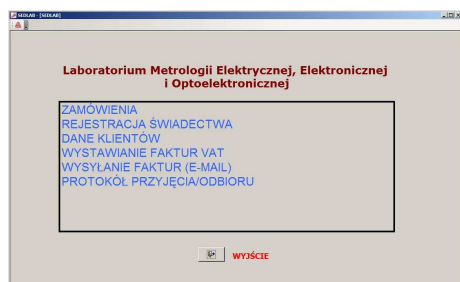 SEDLAB - [SEDLAB]
Laboratorium Metrologii Elektrycznej, Elektronicznej
i Optoelektronicznej
ZAMÓWIENIA
REJESTRACJA ŚWIADECTWA
DANE KLIENTÓW
WYSTAWIANIE FAKTUR VAT
WYSYŁANIE FAKTUR (E-MAIL)
PROTOKÓŁ PRZYJĘCIA/ODBIORU
WYJŚCIE